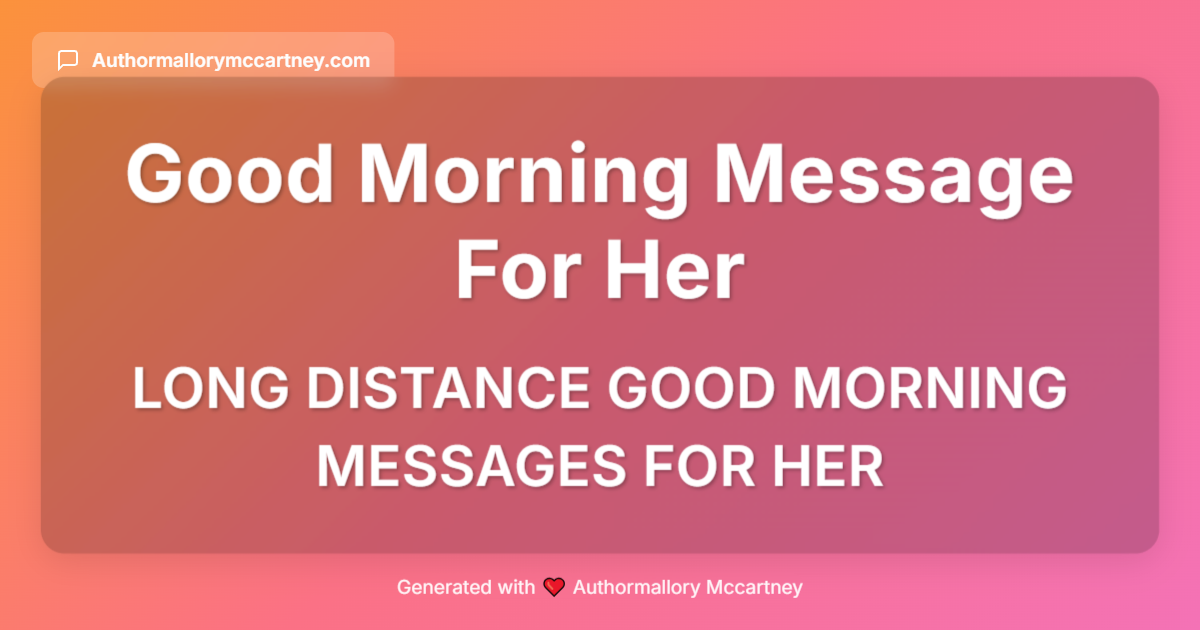 Authormallorymccartney.com
Good Morning Message
For Her
LONG DISTANCE GOOD MORNING
MESSAGES FOR HER
Generated with ❤️ Authormallory Mccartney